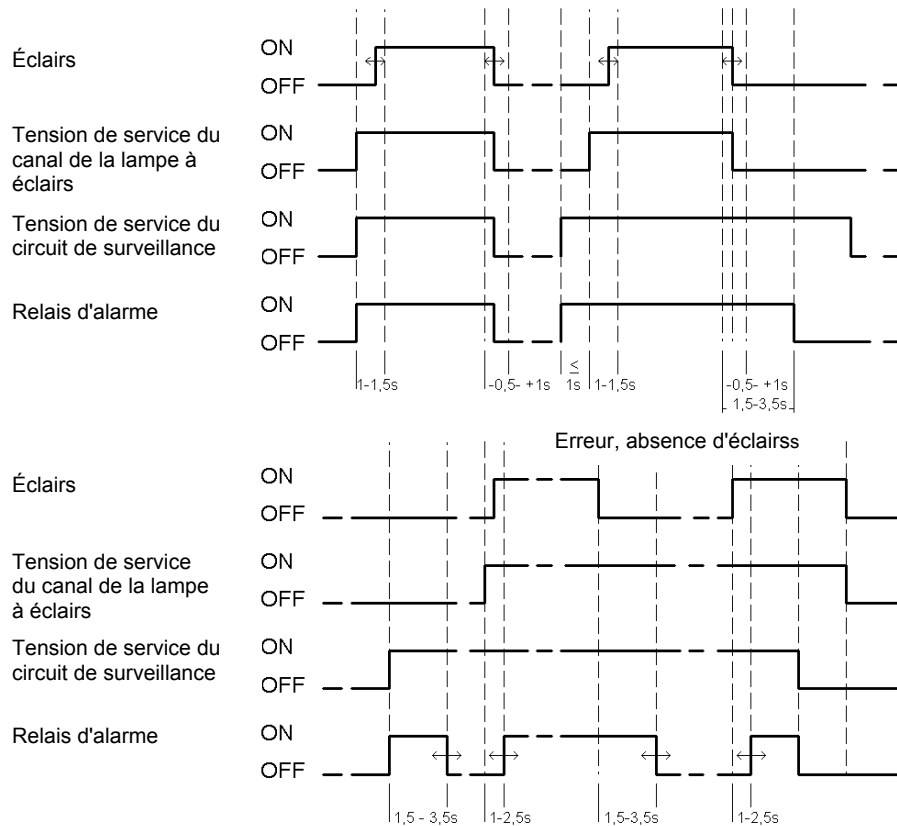 Éclairs
ON
OFF
Tension de service du
canal de la lampe à
éclairs
ON
OFF
Tension de service du
circuit de surveillance
ON
OFF
Relais d'alarme
ON
OFF
1-1,5s
-0,5- +1s
≤
1s
1-1,5s
-0,5- +1s
1,5-3,5s
Erreur, absence d'éclairss
Éclairs
ON
OFF
Tension de service
du canal de la lampe
à éclairs
ON
OFF
Tension de service du
circuit de surveillance
ON
OFF
Relais d'alarme
ON
OFF
1,5 - 3,5s
1-2,5s
1,5-3,5s
1-2,5s